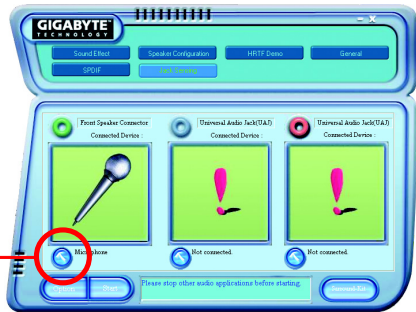 GIGABYTE
TECHNOLOGY
Sound Effect
Speaker Configuration
HRTF Demo
General
SPDIF
Jack Sensing
Front Speaker Connector
Connected Device :
Universal Audio Jack(UAJ)
Connected Device :
Universal Audio Jack(UAJ)
Connected Device :
Microphone
Not connected.
Not connected.
Option
Start
Please stop other audio applications before starting.